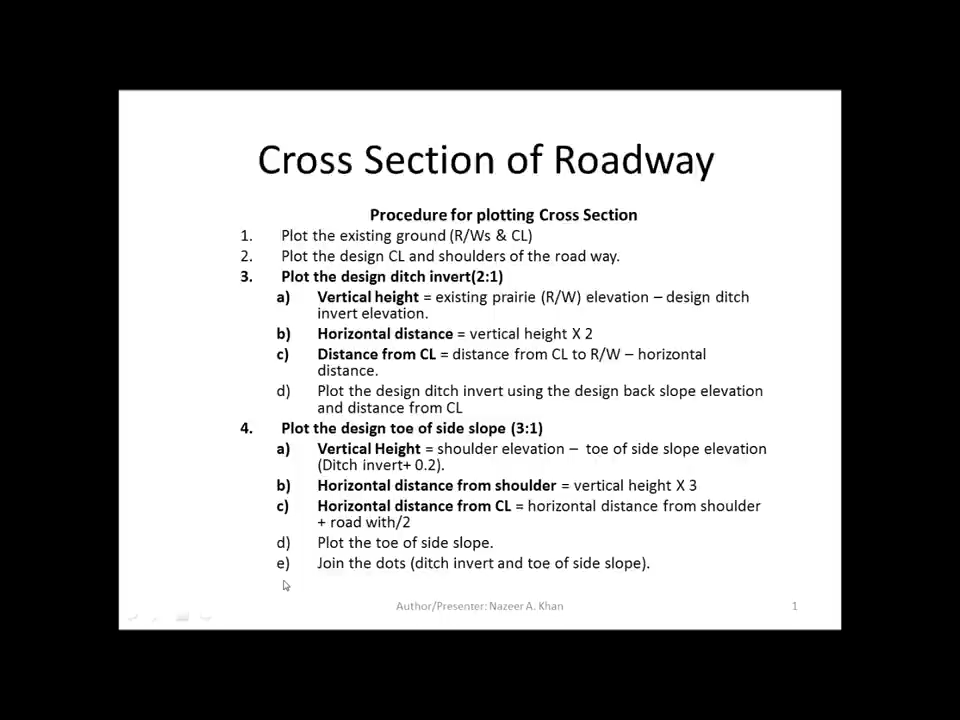 Cross Section of Roadway
Procedure for plotting Cross Section
1. Plot the existing ground (R/Ws & CL)
2. Plot the design CL and shoulders of the road way.
3. Plot the design ditch invert(2:1)
a) Vertical height = existing prairie (R/W) elevation – design ditch
invert elevation.
b) Horizontal distance = vertical height X 2
c) Distance from CL = distance from CL to R/W – horizontal
distance.
d) Plot the design ditch invert using the design back slope elevation
and distance from CL
4. Plot the design toe of side slope (3:1)
a) Vertical Height = shoulder elevation – toe of side slope elevation
(Ditch invert+ 0.2).
b) Horizontal distance from shoulder = vertical height X 3
c) Horizontal distance from CL = horizontal distance from shoulder
+ road with/2
d) Plot the toe of side slope.
e) Join the dots (ditch invert and toe of side slope).
Author/Presenter: Nazeer A. Khan 1